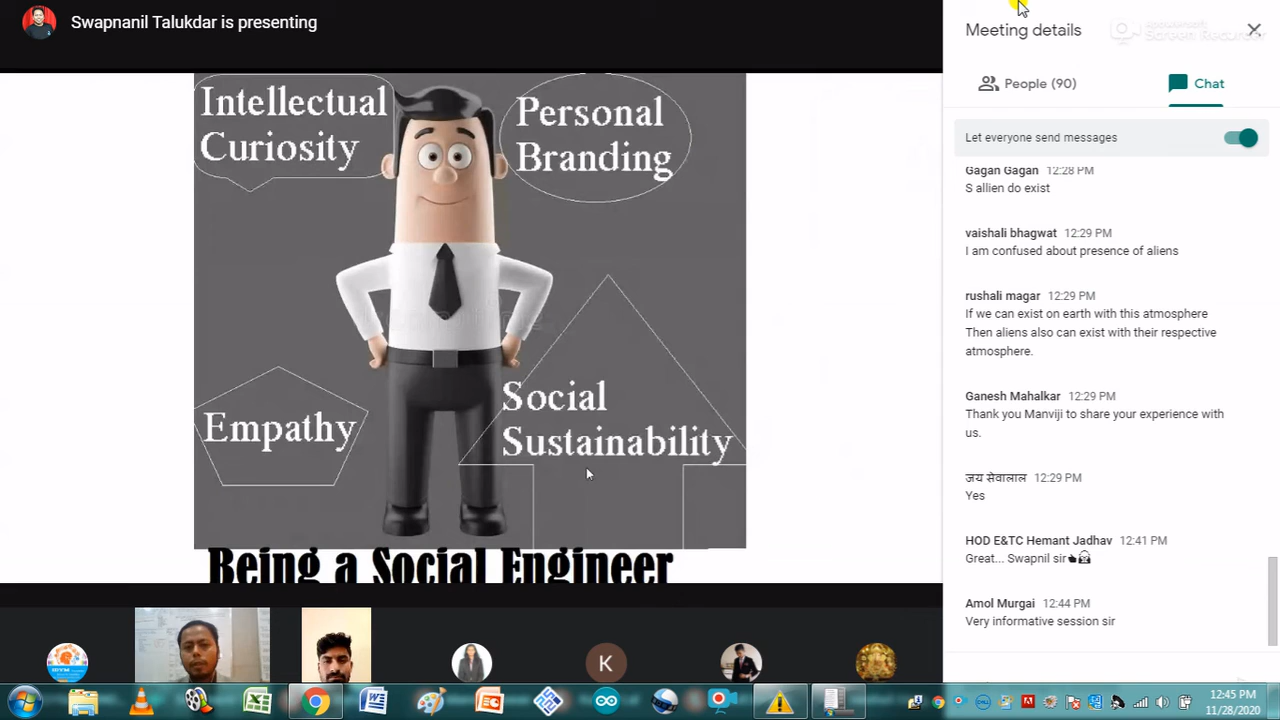 Swapnanil Talukdar is presenting
Intellectual
Curiosity
Personal
Branding
Empathy
Social
Sustainability
Being a Social Engineer
K
Meeting details
Screen Recorder
People (90)
Chat
Let everyone send messages
Gagan Gagan 12:28 PM
S allien do exist
vaishali bhagwat 12:29 PM
I am confused about presence of aliens
rushali magar 12:29 PM
If we can exist on earth with this atmosphere
Then aliens also can exist with their respective
atmosphere.
Ganesh Mahalkar 12:29 PM
Thank you Manviji to share your experience with
us.
जय सेवालाल 12:29 PM
Yes
HOD E&TC Hemant Jadhav 12:41 PM
Great... Swapnil sir
Amol Murgai 12:44 PM
Very informative session sir
12:45 PM
11/28/2020